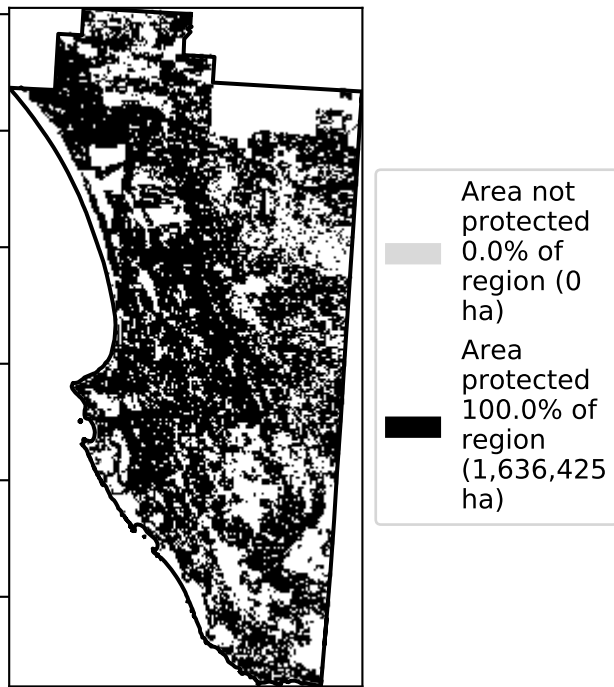 Area not
protected
0.0% of
region (0
ha)
Area
protected
100.0% of
region
(1,636,425
ha)